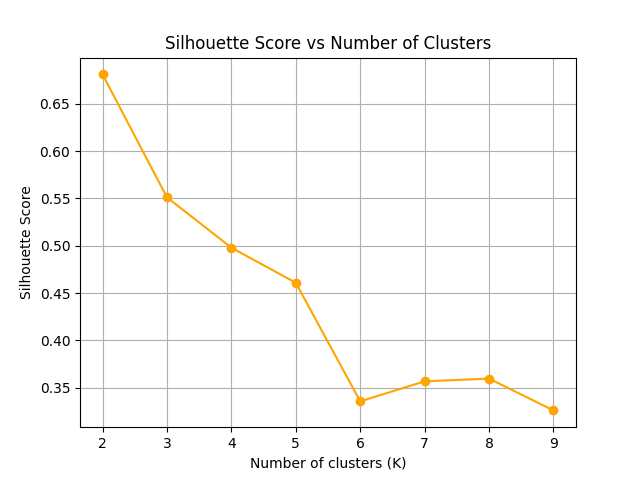 Silhouette Score vs Number of Clusters
Silhouette Score
0.65
0.60
0.55
0.50
0.45
0.40
0.35
2 3 4 5 6 7 8 9
Number of clusters (K)